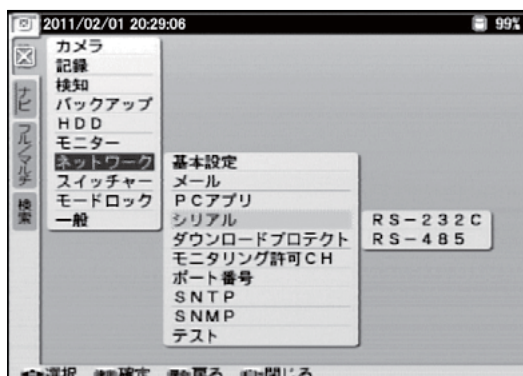 2011/02/01 20:29:06 99%
カメラ
記録
検知
バックアップ
HDD
モニター
ネットワーク
スイッチャー
モードロック
一般
基本設定
メール
PCアプリ
シリアル
ダウンロードプロテクト
モニタリング許可CH
ポート番号
SNTP
SNMP
テスト
RS-232C
RS-485
ナビ
フル/マルチ
検索
選択 確定 戻る 閉じる